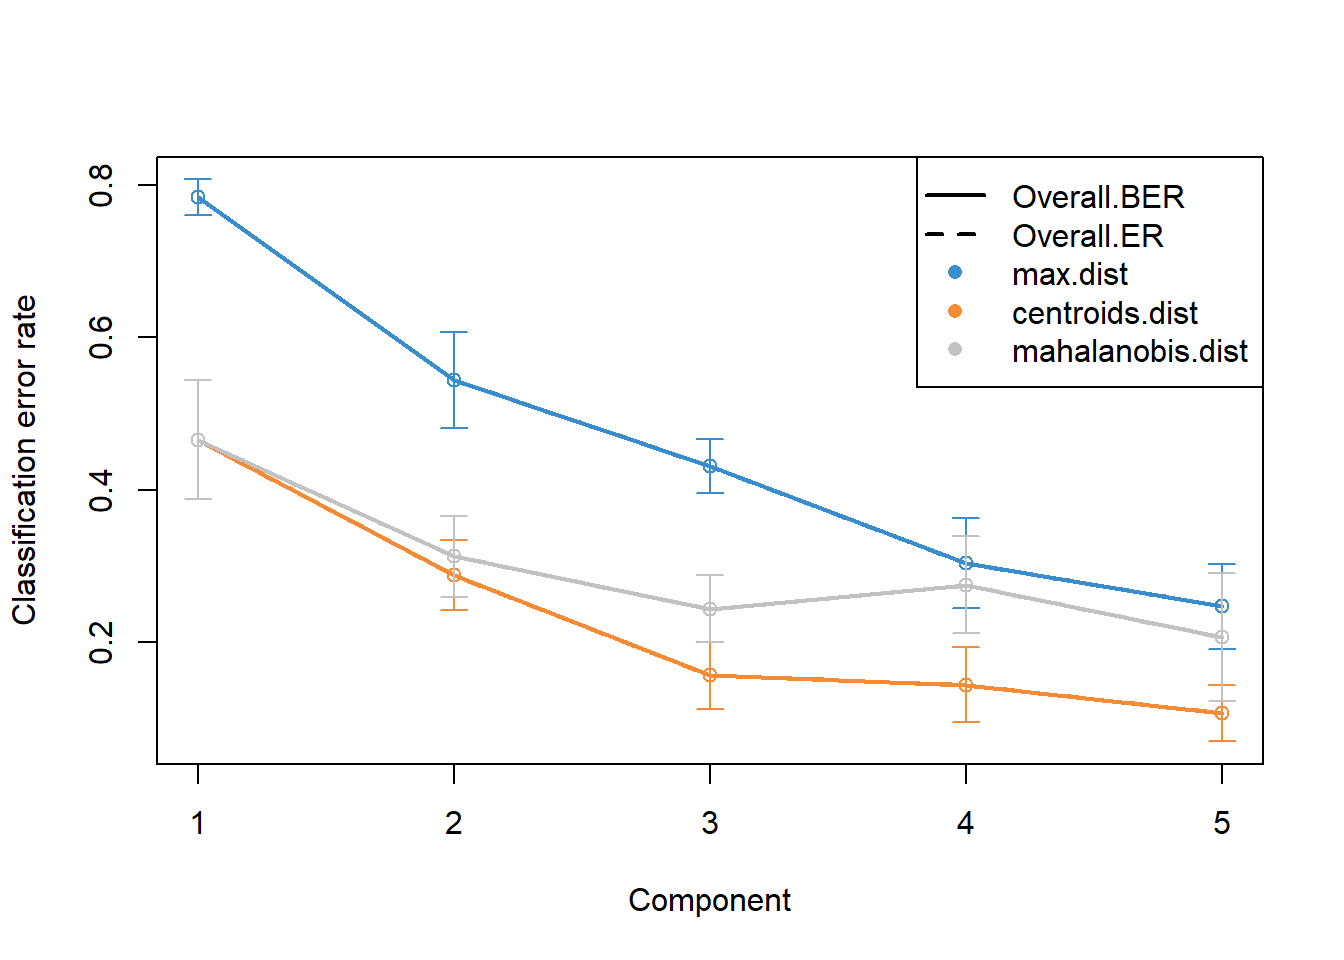 0.8
0.6
0.4
0.2
Classification error rate
Overall.BER
Overall.ER
max.dist
centroids.dist
mahalanobis.dist
1 2 3 4 5
Component